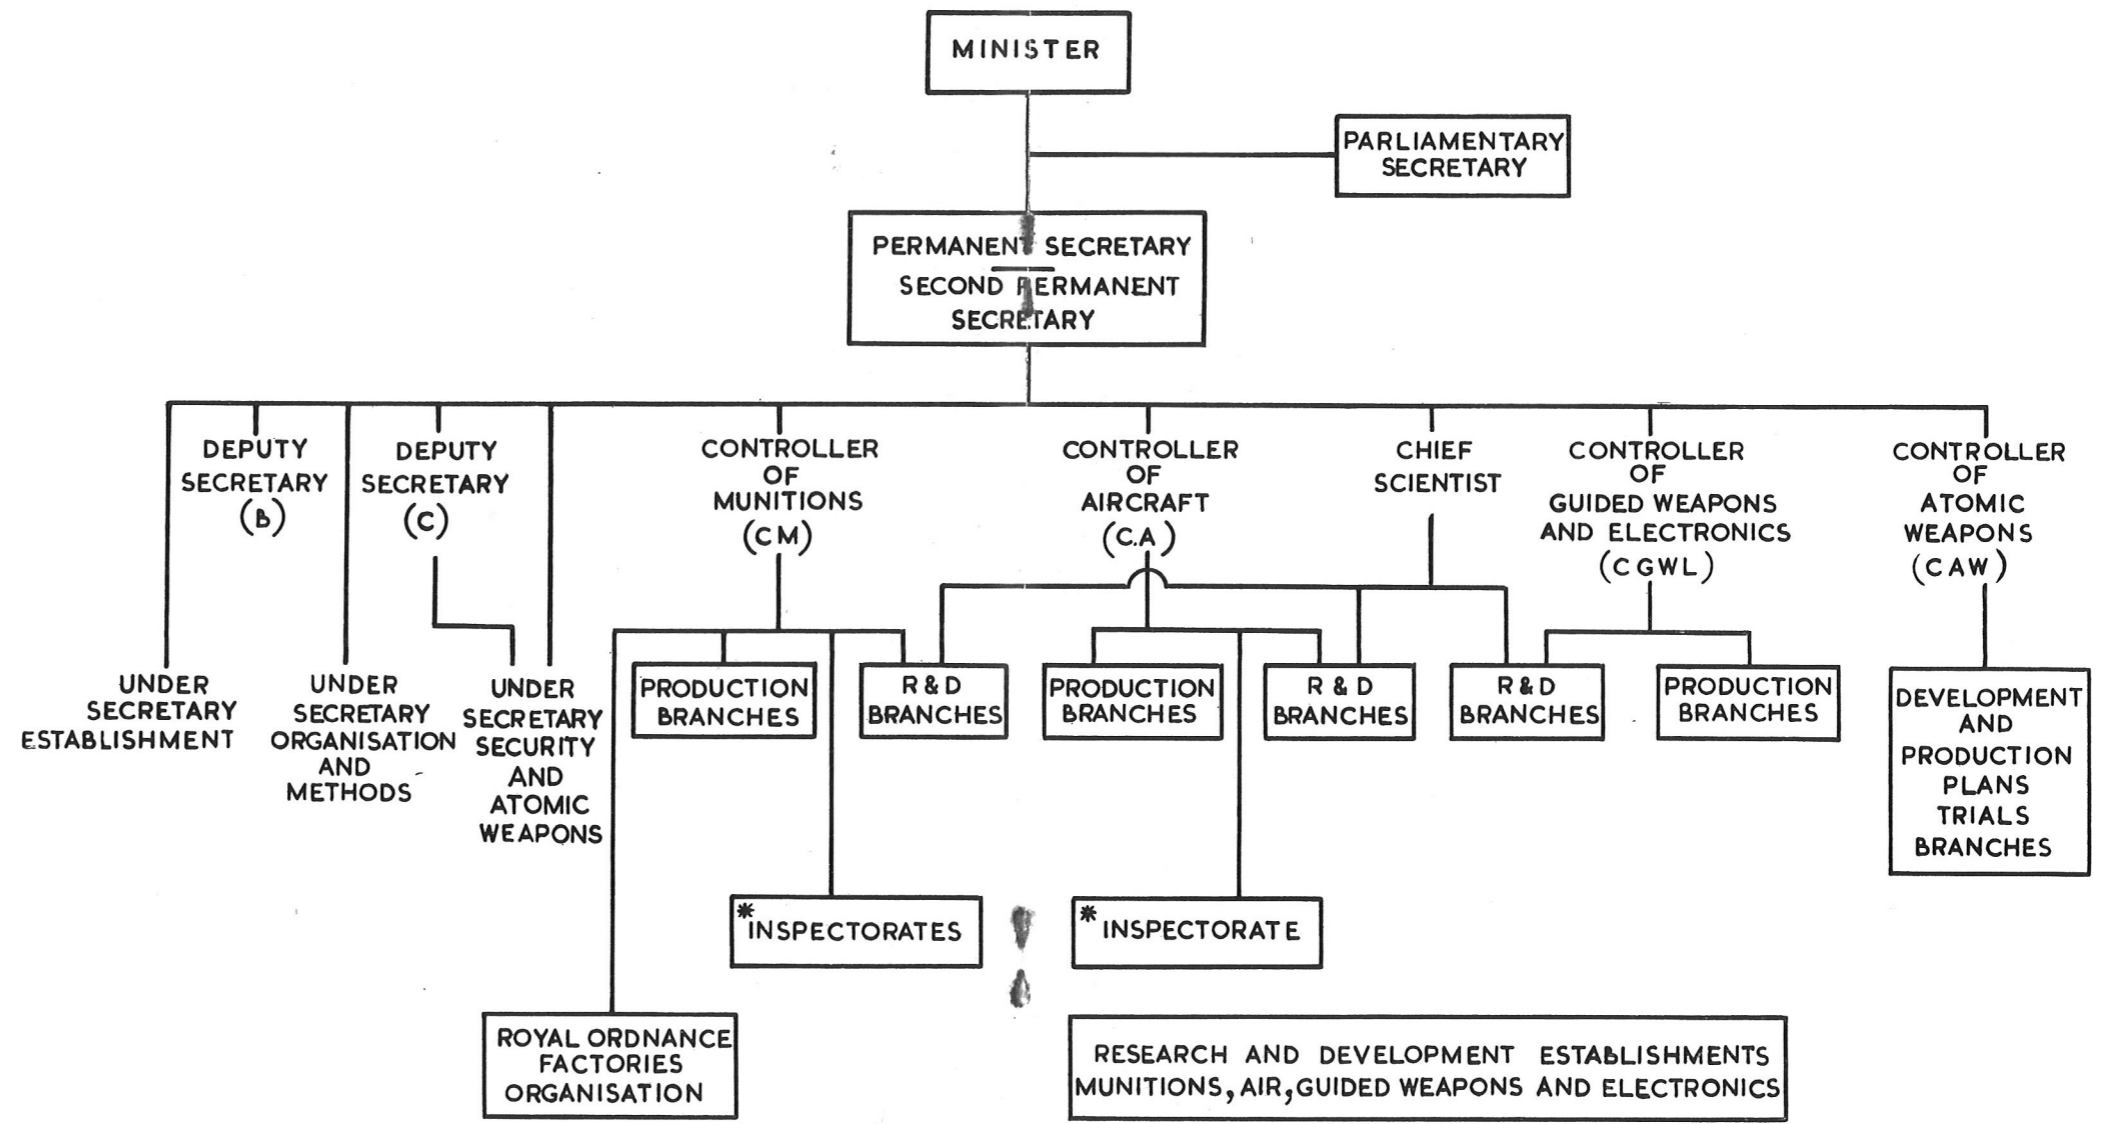 MINISTER
PARLIAMENTARY
SECRETARY
PERMANENT SECRETARY
SECOND PERMANENT
SECRETARY
DEPUTY
SECRETARY
(B)
DEPUTY
SECRETARY
(C)
CONTROLLER
OF
MUNITIONS
(CM)
CONTROLLER
OF
AIRCRAFT
(C.A)
CHIEF
SCIENTIST
CONTROLLER
OF
GUIDED WEAPONS
AND ELECTRONICS
(CGWL)
CONTROLLER
OF
ATOMIC
WEAPONS
(CAW)
UNDER
SECRETARY
ESTABLISHMENT
UNDER
SECRETARY
ORGANISATION
AND
METHODS
UNDER
SECRETARY
SECURITY
AND
ATOMIC
WEAPONS
PRODUCTION
BRANCHES
R & D
BRANCHES
PRODUCTION
BRANCHES
R & D
BRANCHES
R & D
BRANCHES
PRODUCTION
BRANCHES
DEVELOPMENT
AND
PRODUCTION
PLANS
TRIALS
BRANCHES
*INSPECTORATES
*INSPECTORATE
ROYAL ORDNANCE
FACTORIES
ORGANISATION
RESEARCH AND DEVELOPMENT ESTABLISHMENTS
MUNITIONS, AIR, GUIDED WEAPONS AND ELECTRONICS